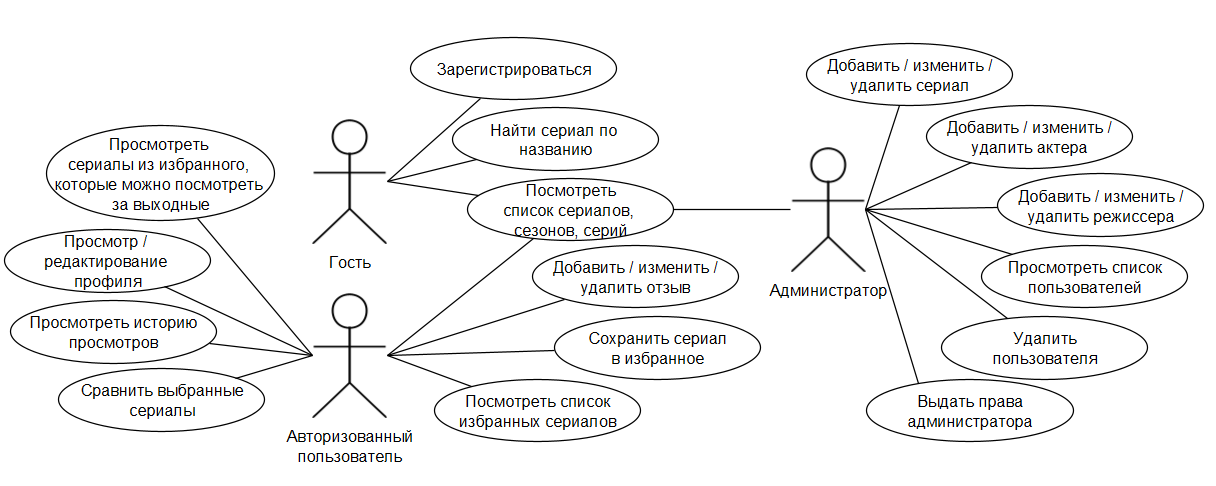 Зарегистрироваться
Найти сериал по
названию
Посмотреть
список сериалов,
сезонов, серий
Гость
Просмотреть
сериалы из избранного,
которые можно посмотреть
за выходные
Просмотр /
редактирование
профиля
Просмотреть историю
просмотров
Сравнить выбранные
сериалы
Авторизованный
пользователь
Добавить / изменить /
удалить отзыв
Сохранить сериал
в избранное
Посмотреть список
избранных сериалов
Добавить / изменить /
удалить сериал
Добавить / изменить /
удалить актера
Добавить / изменить /
удалить режиссера
Просмотреть список
пользователей
Удалить
пользователя
Выдать права
администратора
Администратор